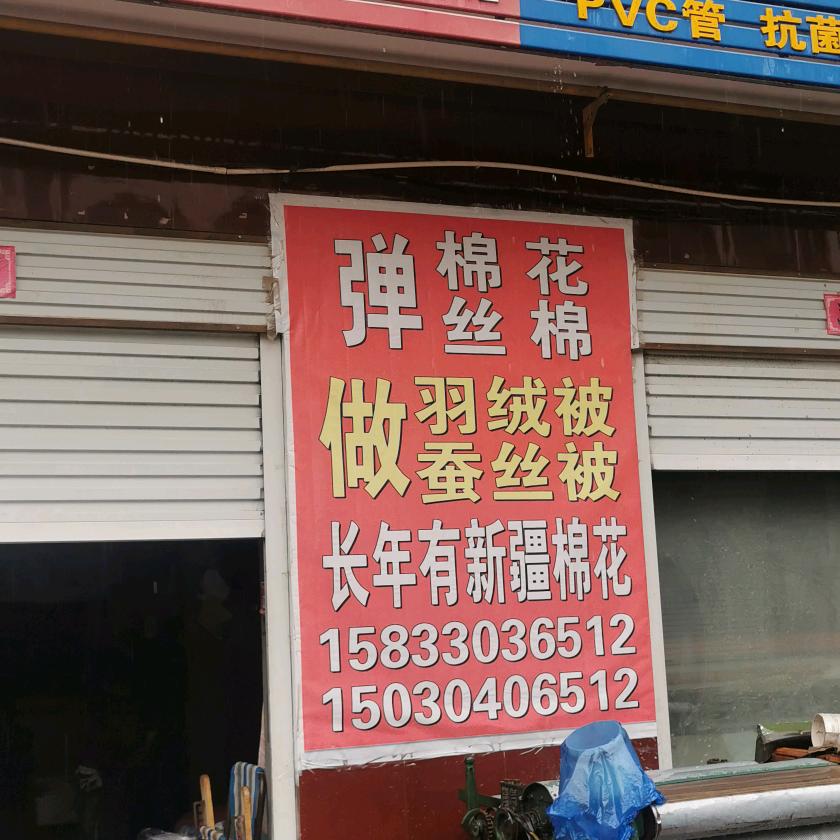 PVC管 抗菌
弹 棉花
丝棉
做 羽绒被
蚕丝被
长年有新疆棉花
15833036512
15030406512